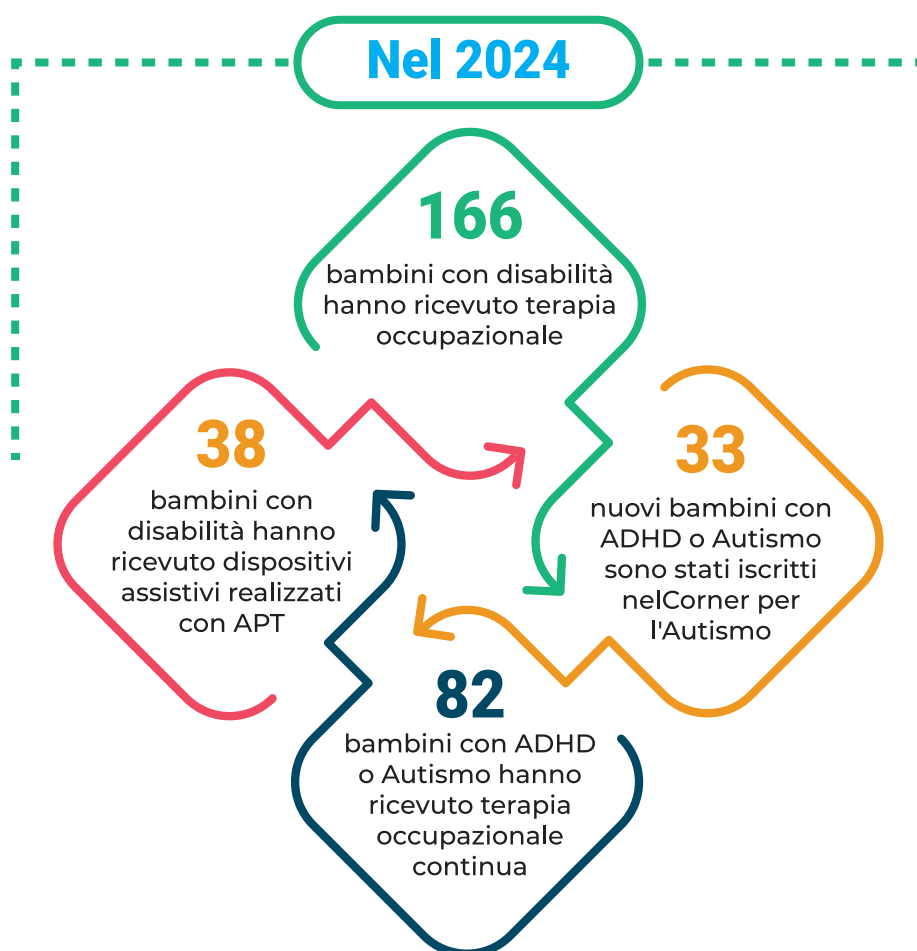 Nel 2024
166
bambini con disabilità
hanno ricevuto terapia
occupazionale
38
bambini con
disabilità hanno
ricevuto dispositivi
assistivi realizzati
con APT
33
nuovi bambini con
ADHD o Autismo
sono stati iscritti
nelCorner per
l'Autismo
82
bambini con ADHD
o Autismo hanno
ricevuto terapia
occupazionale
continua